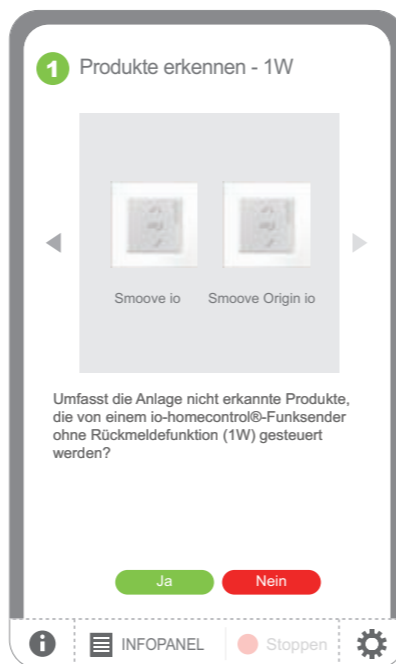 1 Produkte erkennen - 1W
Smoove io Smoove Origin io
Umfasst die Anlage nicht erkannte Produkte,
die von einem io-homecontrol®-Funksender
ohne Rückmeldefunktion (1W) gesteuert
werden?
Ja Nein
i INFOPANEL Stoppen